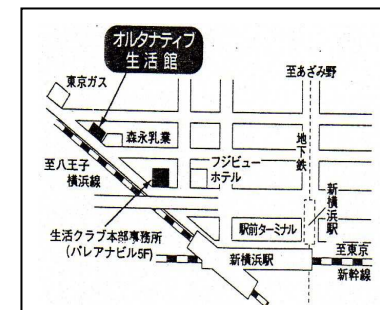 オルタナティブ
生活館
東京ガス
至あざみ野
森永乳業
地下鉄
至八王子
横浜線
フジビュー
ホテル
新横浜駅
生活クラブ本部事務所
(パレアナビル5F)
駅前ターミナル
新横浜駅
至東京
新幹線